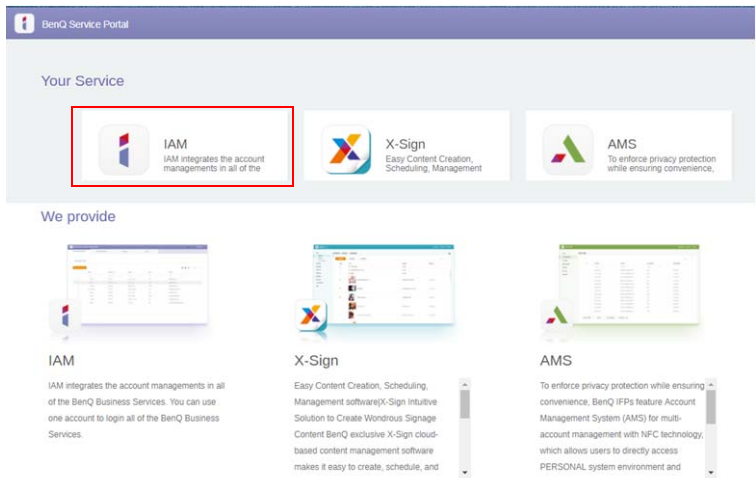 BenQ Service Portal
Your Service
IAM
IAM integrates the account
managements in all of the
X-Sign
Easy Content Creation,
Scheduling, Management
AMS
To enforce privacy protection
while ensuring convenience,
We provide
IAM
IAM integrates the account managements in all
of the BenQ Business Services. You can use
one account to login all of the BenQ Business
Services.
X-Sign
Easy Content Creation, Scheduling,
Management software|X-Sign Intuitive
Solution to Create Wondrous Signage
Content BenQ exclusive X-Sign cloud-
based content management software
makes it easy to create, schedule, and
AMS
To enforce privacy protection while ensuring
convenience, BenQ IFPs feature Account
Management System (AMS) for multi-
account management with NFC technology,
which allows users to directly access
PERSONAL system environment and